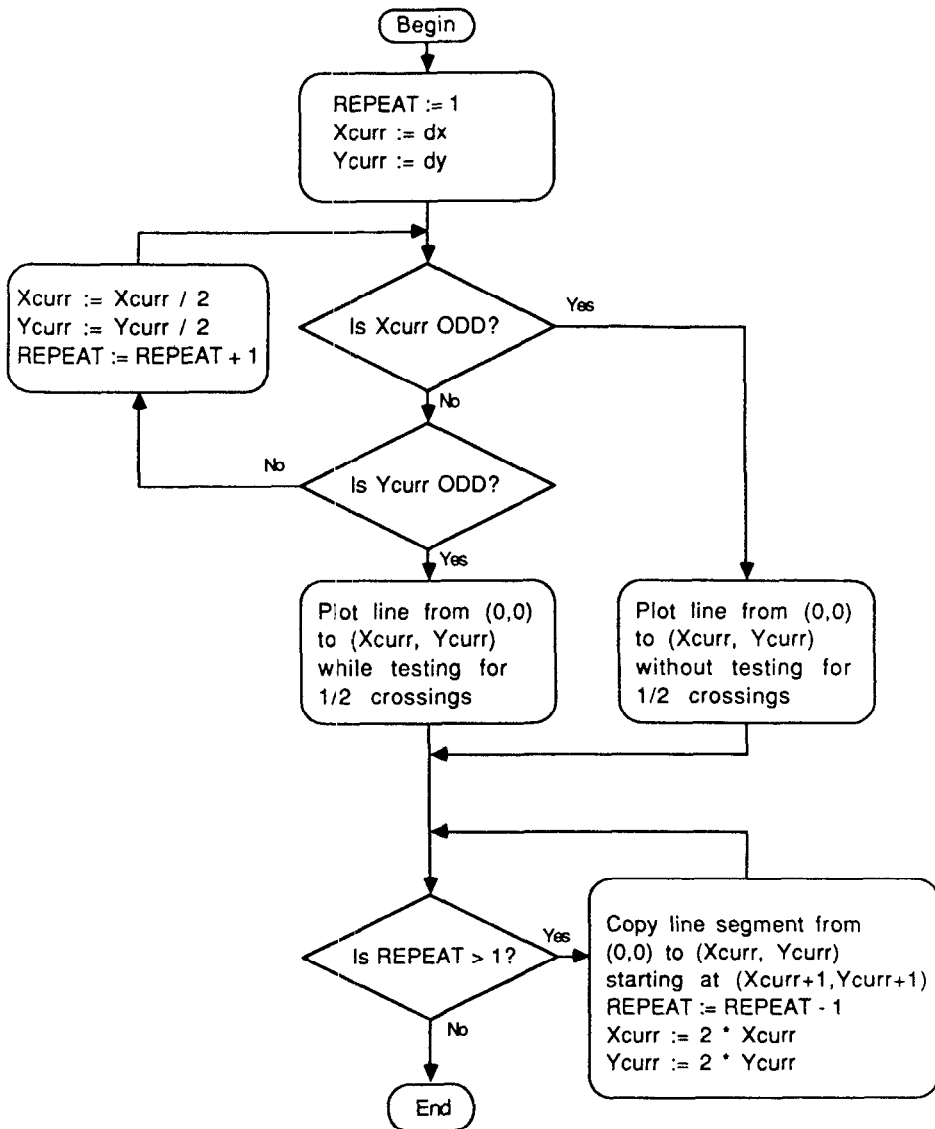 Begin
REPEAT := 1
Xcurr := dx
Ycurr := dy
Xcurr := Xcurr / 2
Ycurr := Ycurr / 2
REPEAT := REPEAT + 1
Is Xcurr ODD?
Yes
No
Is Ycurr ODD?
No
Yes
Plot line from (0,0)
to (Xcurr, Ycurr)
while testing for
1/2 crossings
Plot line from (0,0)
to (Xcurr, Ycurr)
without testing for
1/2 crossings
Is REPEAT > 1?
Yes
No
Copy line segment from
(0,0) to (Xcurr, Ycurr)
starting at (Xcurr+1,Ycurr+1)
REPEAT := REPEAT - 1
Xcurr := 2 * Xcurr
Ycurr := 2 * Ycurr
End